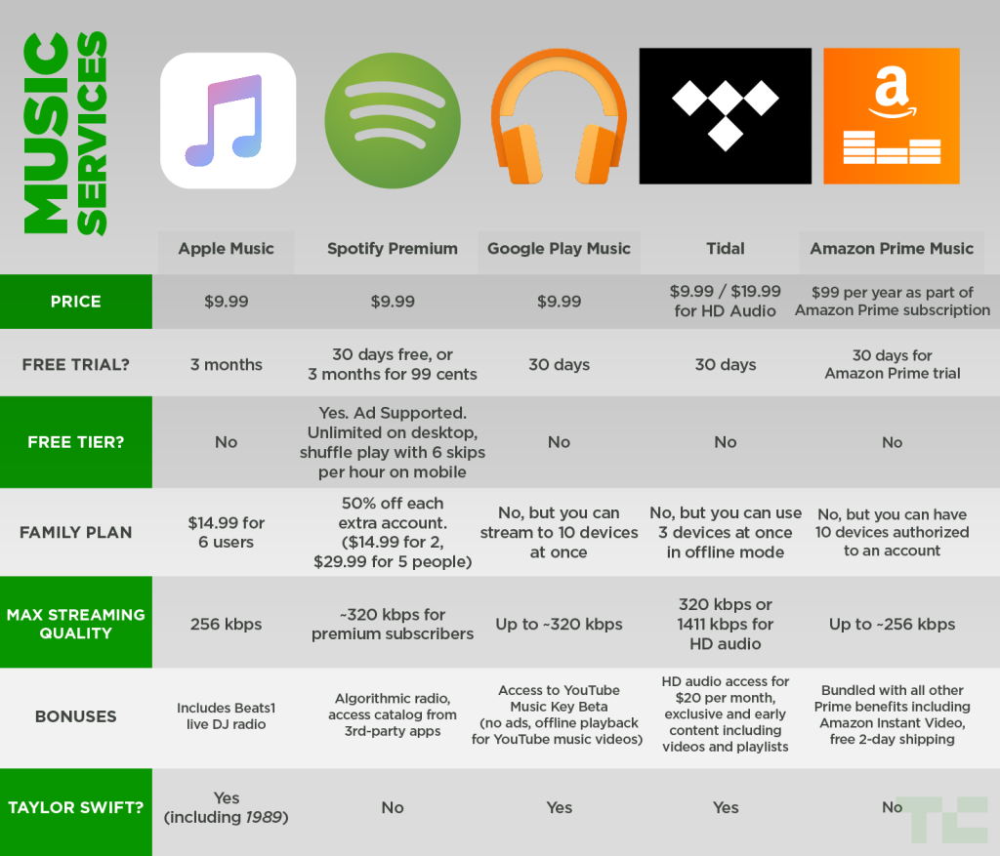 MUSIC
SERVICES
a
Apple Music
Spotify Premium
Google Play Music
Tidal
Amazon Prime Music
PRICE
$9.99
$9.99
$9.99
$9.99 / $19.99
for HD Audio
$99 per year as part of
Amazon Prime subscription
FREE TRIAL?
3 months
30 days free, or
3 months for 99 cents
30 days
30 days
30 days for
Amazon Prime trial
FREE TIER?
No
Yes. Ad Supported.
Unlimited on desktop,
shuffle play with 6 skips
per hour on mobile
No
No
No
FAMILY PLAN
$14.99 for
6 users
50% off each
extra account.
($14.99 for 2,
$29.99 for 5 people)
No, but you can
stream to 10 devices
at once
No, but you can use
3 devices at once
in offline mode
No, but you can have
10 devices authorized
to an account
MAX STREAMING
QUALITY
256 kbps
~320 kbps for
premium subscribers
Up to ~320 kbps
320 kbps or
1411 kbps for
HD audio
Up to ~256 kbps
BONUSES
Includes Beats1
live DJ radio
Algorithmic radio,
access catalog from
3rd-party apps
Access to YouTube
Music Key Beta
(no ads, offline playback
for YouTube music videos)
HD audio access for
$20 per month,
exclusive and early
content including
videos and playlists
Bundled with all other
Prime benefits including
Amazon Instant Video,
free 2-day shipping
TAYLOR SWIFT?
Yes
(including 1989)
No
Yes
Yes
No
TC